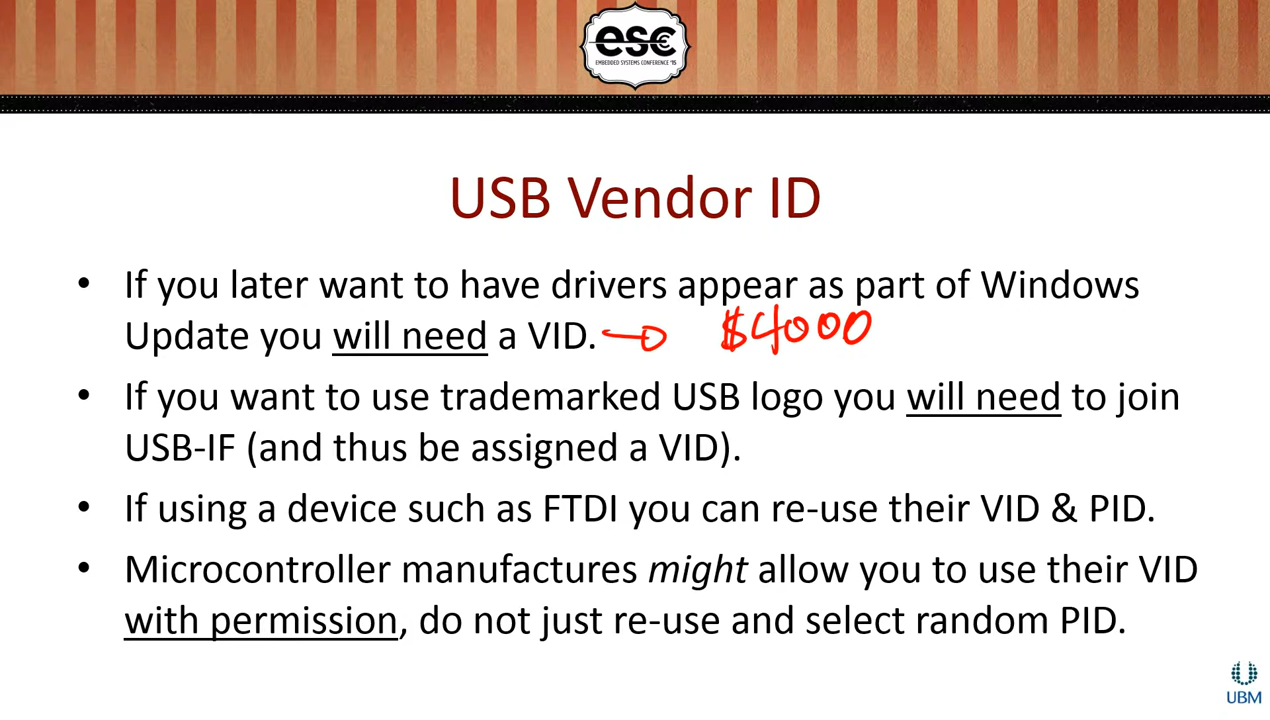 esc
EMBEDDED SYSTEMS CONFERENCE '15
USB Vendor ID
• If you later want to have drivers appear as part of Windows
Update you will need a VID. $4000
• If you want to use trademarked USB logo you will need to join
USB-IF (and thus be assigned a VID).
• If using a device such as FTDI you can re-use their VID & PID.
• Microcontroller manufactures might allow you to use their VID
with permission, do not just re-use and select random PID.
UBM